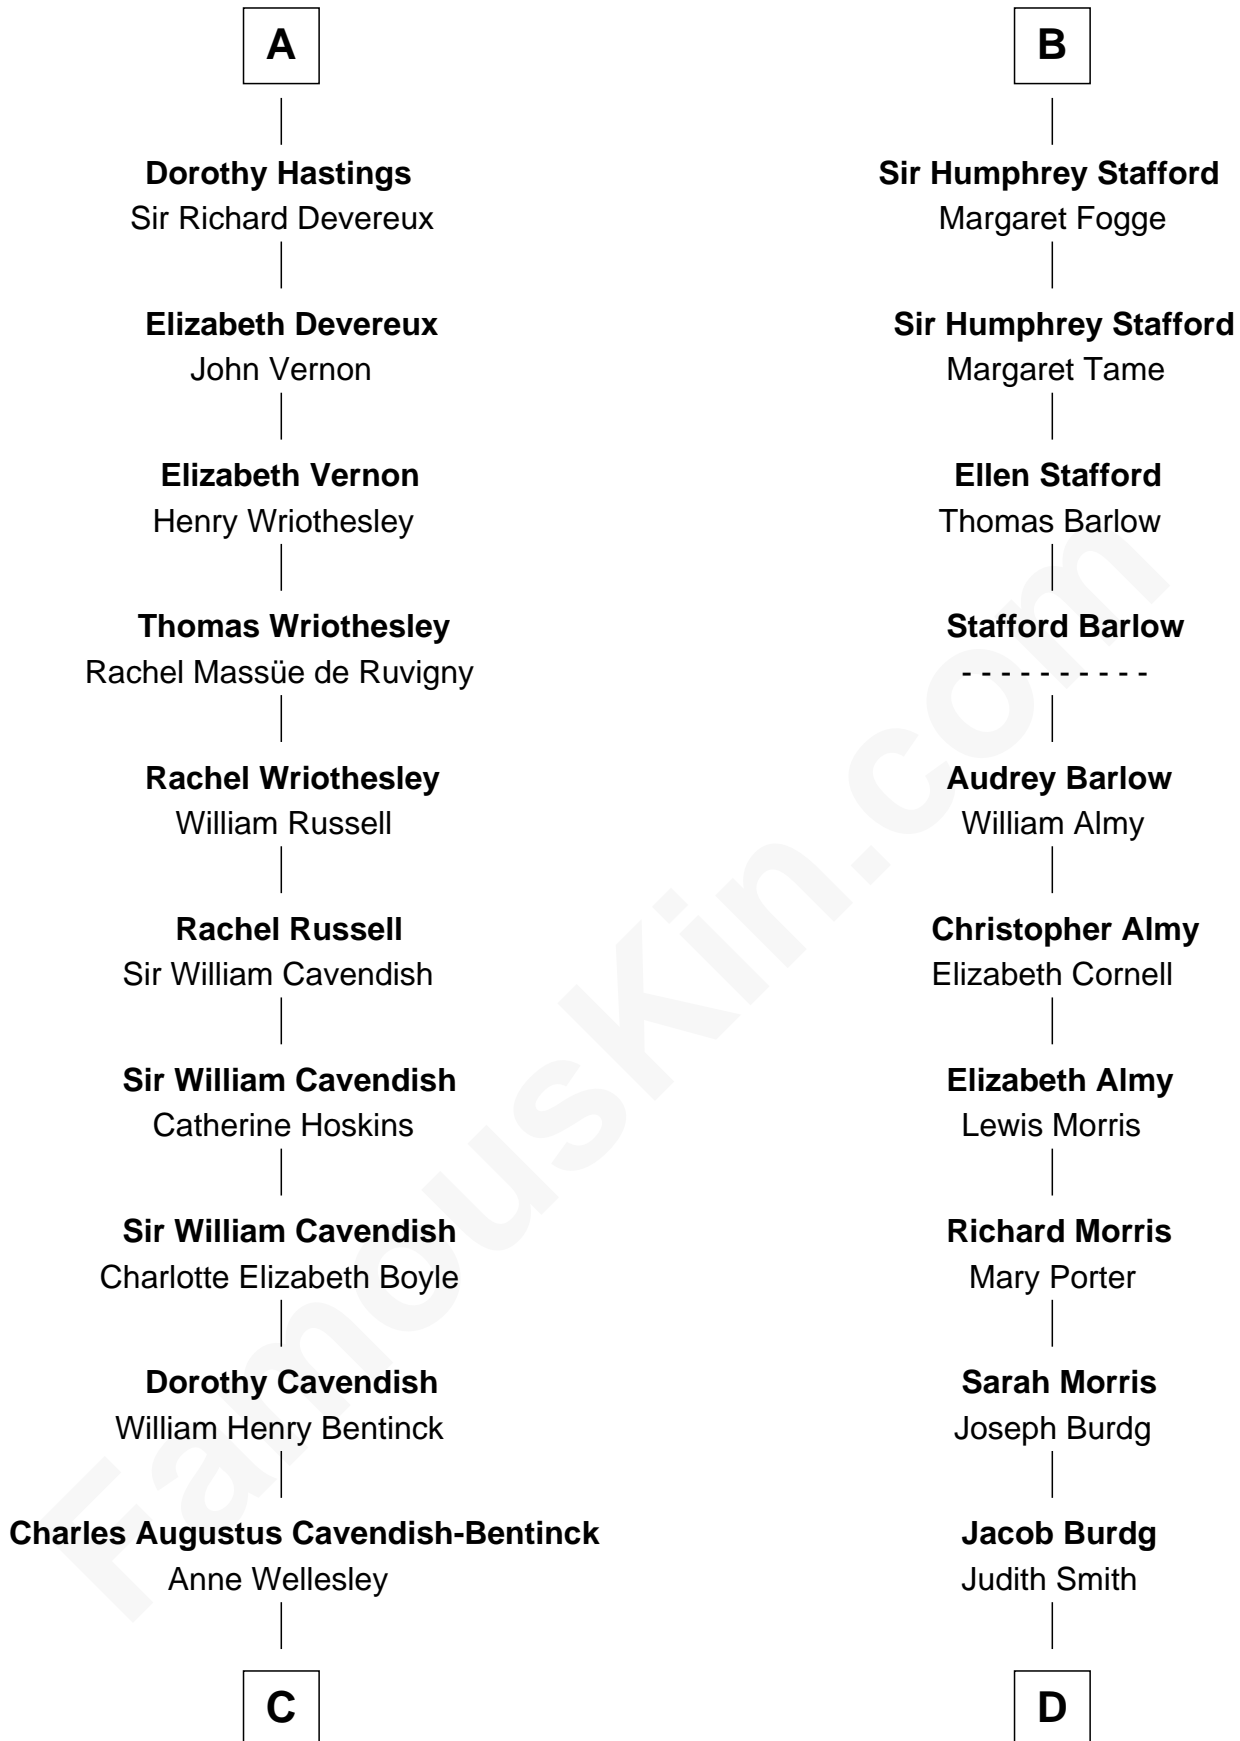 A
Dorothy Hastings
Sir Richard Devereux
Elizabeth Devereux
John Vernon
Elizabeth Vernon
Henry Wriothesley
Thomas Wriothesley
Rachel Massüe de Ruvigny
Rachel Wriothesley
William Russell
Rachel Russell
Sir William Cavendish
Sir William Cavendish
Catherine Hoskins
Sir William Cavendish
Charlotte Elizabeth Boyle
Dorothy Cavendish
William Henry Bentinck
Charles Augustus Cavendish-Bentinck
Anne Wellesley
C
B
Sir Humphrey Stafford
Margaret Fogge
Sir Humphrey Stafford
Margaret Tame
Ellen Stafford
Thomas Barlow
Stafford Barlow
- - - - - - - - - -
Audrey Barlow
William Almy
Christopher Almy
Elizabeth Cornell
Elizabeth Almy
Lewis Morris
Richard Morris
Mary Porter
Sarah Morris
Joseph Burdg
Jacob Burdg
Judith Smith
D
FamousKin.com